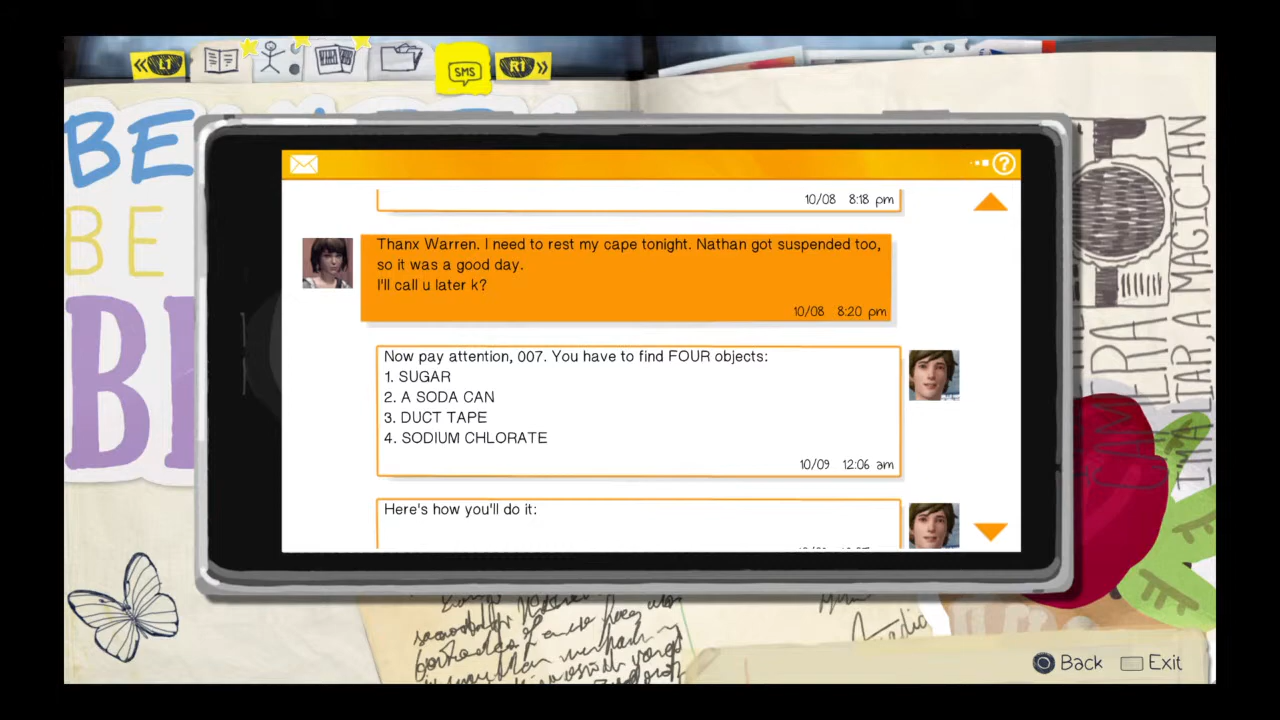 LT
SMS
R1
BE
BE
10/08 8:18 pm
Thanx Warren. I need to rest my cape tonight. Nathan got suspended too,
so it was a good day.
I'll call u later k?
10/08 8:20 pm
Now pay attention, 007. You have to find FOUR objects:
1. SUGAR
2. A SODA CAN
3. DUCT TAPE
4. SODIUM CHLORATE
10/09 12:06 am
Here's how you'll do it:
CAMERA
LIAR, A MAGICIAN
Back
Exit